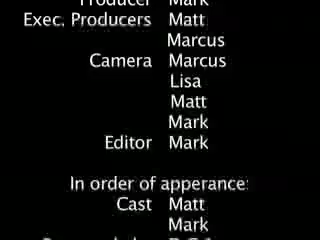 Producer Mark
Exec. Producers Matt
Marcus
Camera Marcus
Lisa
Matt
Mark
Editor Mark
In order of apperance:
Cast Matt
Mark